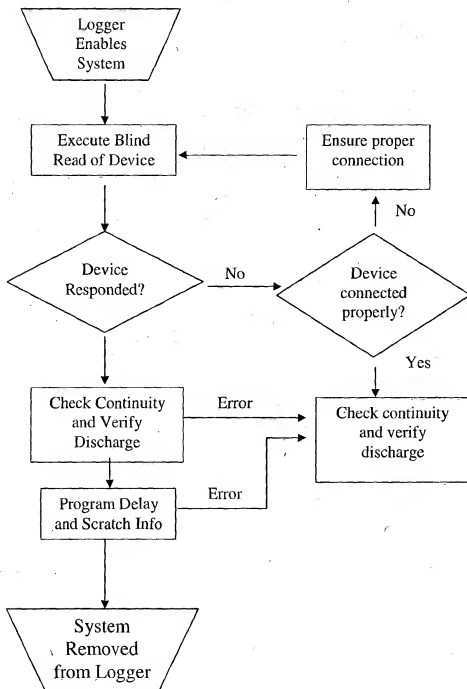 Logger
Enables
System
Execute Blind
Read of Device
Ensure proper
connection
No
Device
Responded?
No
Device
connected
properly?
Yes
Check Continuity
and Verify
Discharge
Error
Check continuity
and verify
discharge
Program Delay
and Scratch Info
Error
System
Removed
from Logger